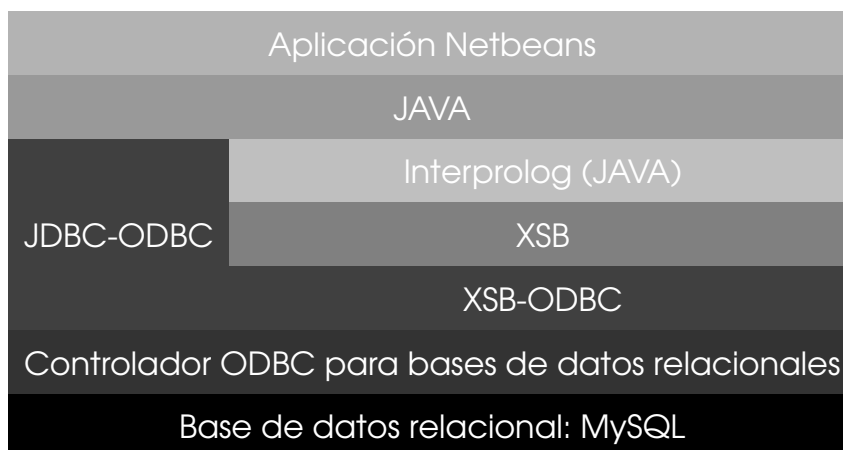 Aplicación Netbeans
JAVA
Interprolog (JAVA)
JDBC-ODBC
XSB
XSB-ODBC
Controlador ODBC para bases de datos relacionales
Base de datos relacional: MySQL